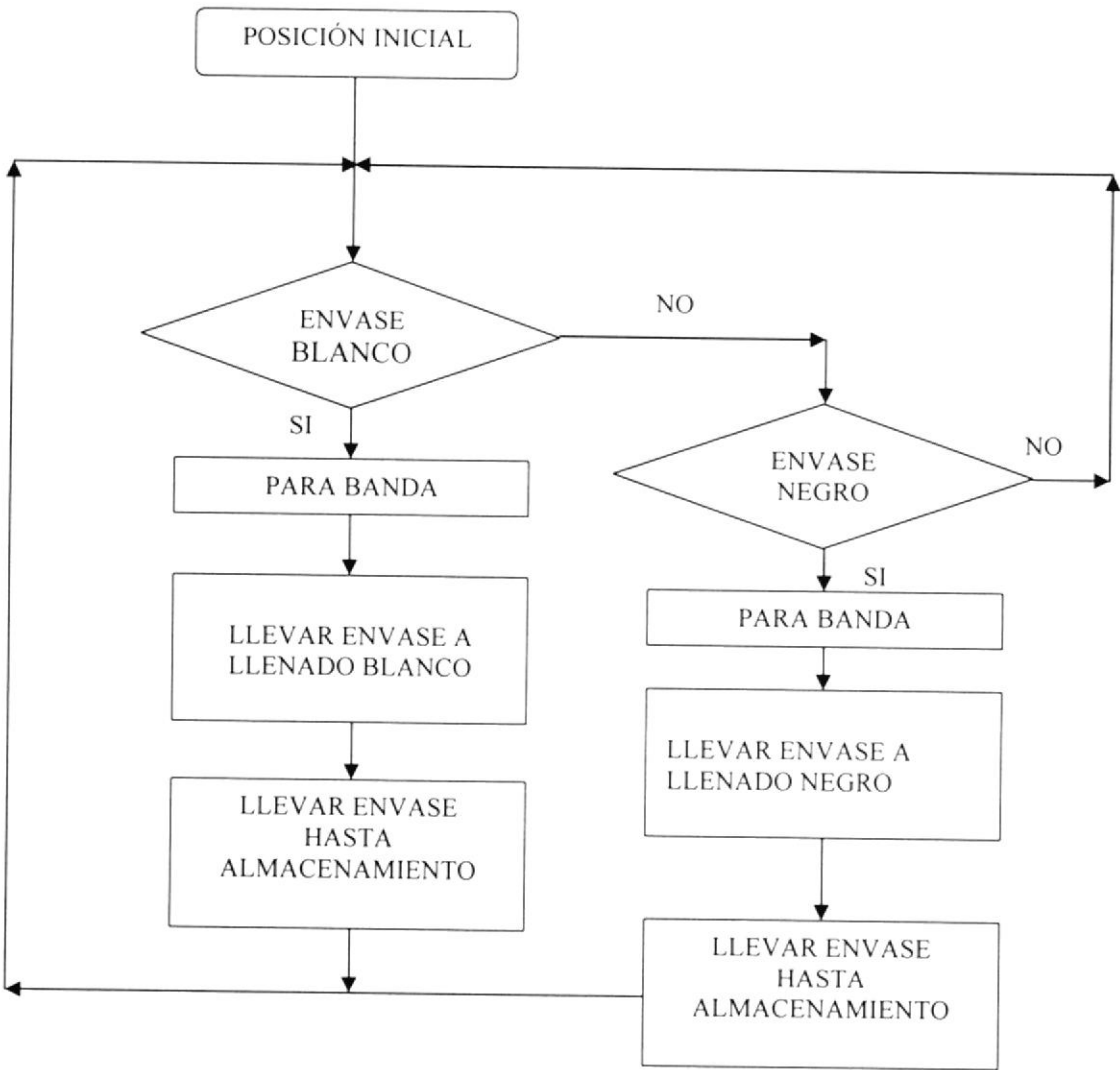 POSICIÓN INICIAL
ENVASE
BLANCO
NO
SI
PARA BANDA
LLEVAR ENVASE A
LLENADO BLANCO
LLEVAR ENVASE
HASTA
ALMACENAMIENTO
ENVASE
NEGRO
NO
SI
PARA BANDA
LLEVAR ENVASE A
LLENADO NEGRO
LLEVAR ENVASE
HASTA
ALMACENAMIENTO